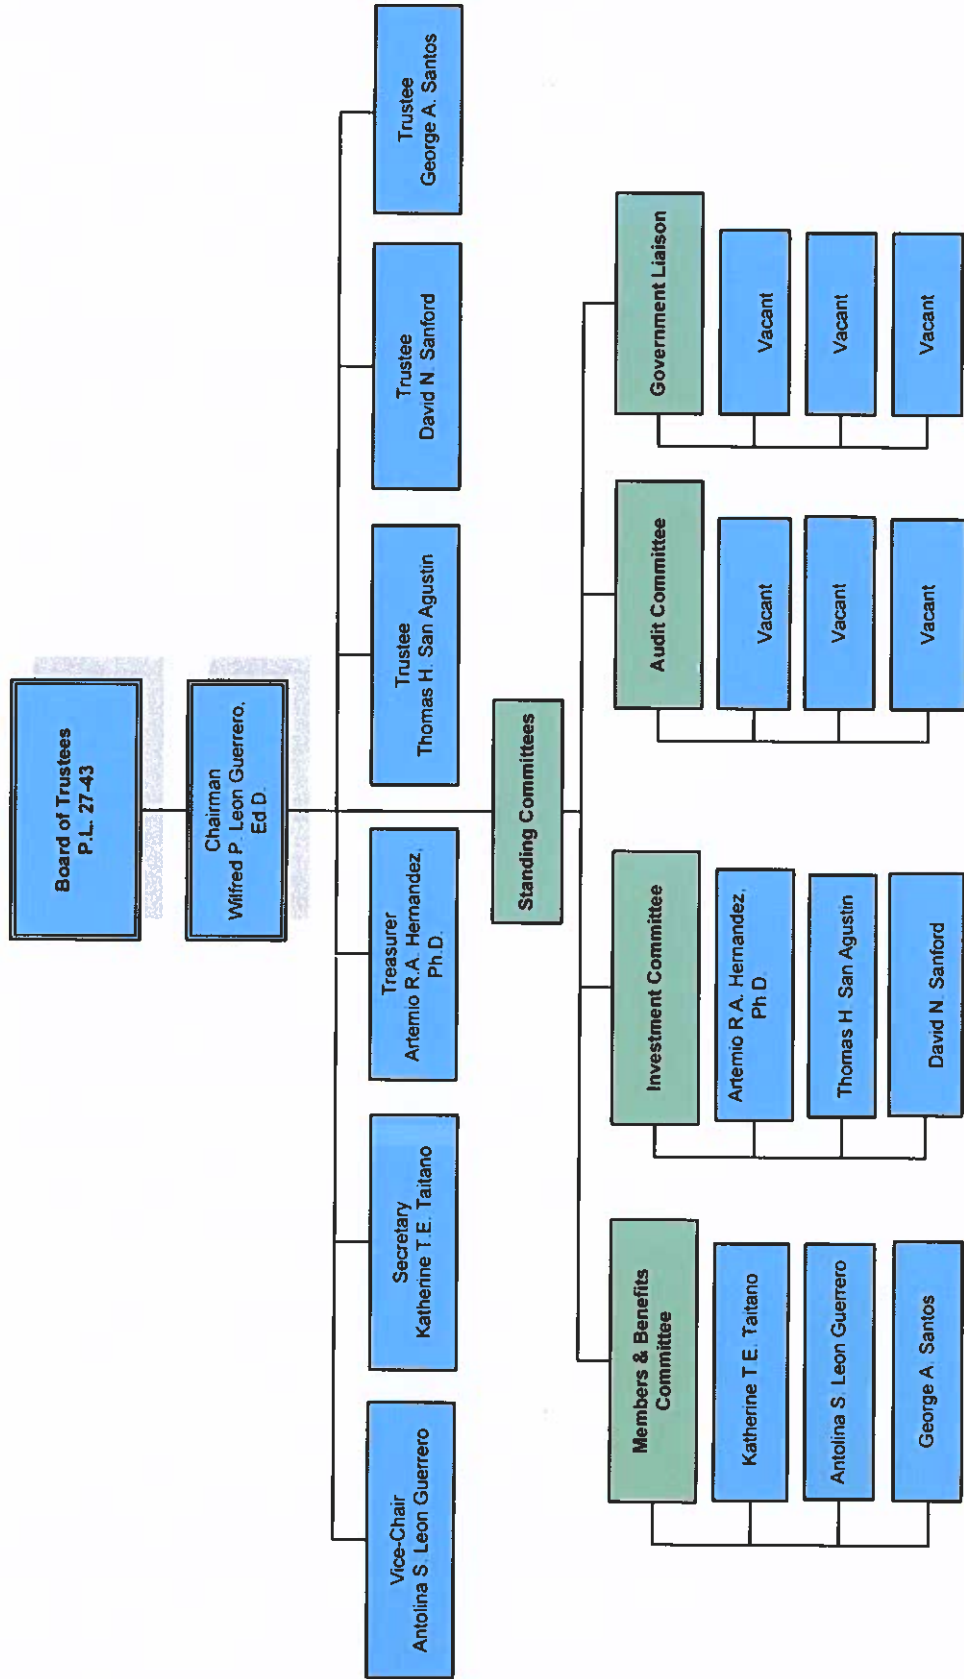 Board of Trustees
P.L. 27-43
Chairman
Wilfred P. Leon Guerrero,
Ed D.
Vice-Chair
Antolina S. Leon Guerrero
Secretary
Katherine T.E. Taitano
Treasurer
Artemio R.A. Hernandez,
Ph.D.
Trustee
Thomas H. San Agustin
Trustee
David N. Sanford
Trustee
George A. Santos
Standing Committees
Members & Benefits
Committee
Katherine T.E. Taitano
Antolina S. Leon Guerrero
George A. Santos
Investment Committee
Artemio R.A. Hernandez,
Ph D.
Thomas H. San Agustin
David N. Sanford
Audit Committee
Vacant
Vacant
Vacant
Government Liaison
Vacant
Vacant
Vacant